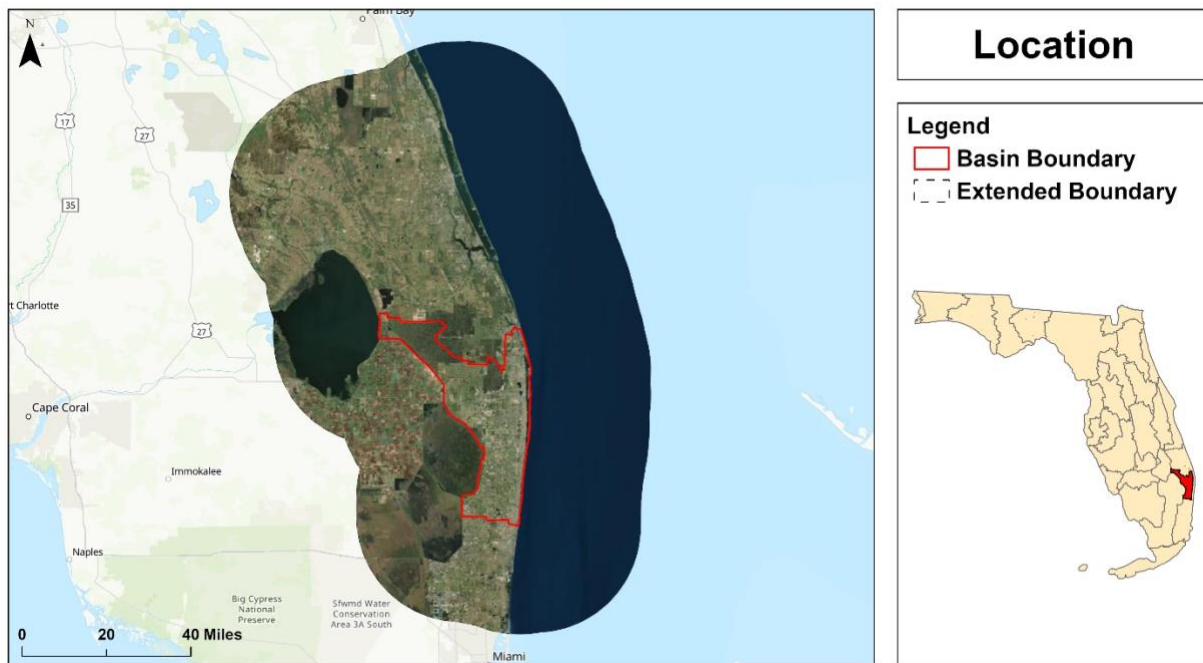 Palm Bay
N
17
27
35
rt Charlotte
27
Cape Coral
Immokalee
Naples
Big Cypress
National
Preserve
Sfwmd Water
Conservation
Area 3A South
Miami
0 20 40 Miles
Location
Legend
Basin Boundary
Extended Boundary